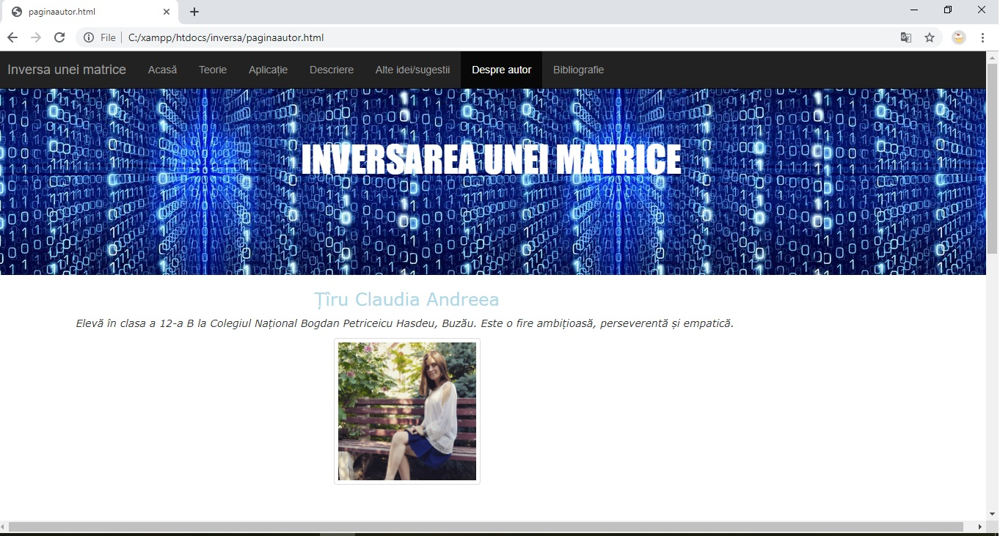 paginaautor.html
File C:/xampp/htdocs/inversa/paginaautor.html
Inversa unei matrice Acasă Teorie Aplicație Descriere Alte idei/sugestii Despre autor Bibliografie
INVERSAREA UNEI MATRICE
Țîru Claudia Andreea
Elevă în clasa a 12-a B la Colegiul Național Bogdan Petriceicu Hasdeu, Buzău. Este o fire ambițioasă, perseverentă și empatică.